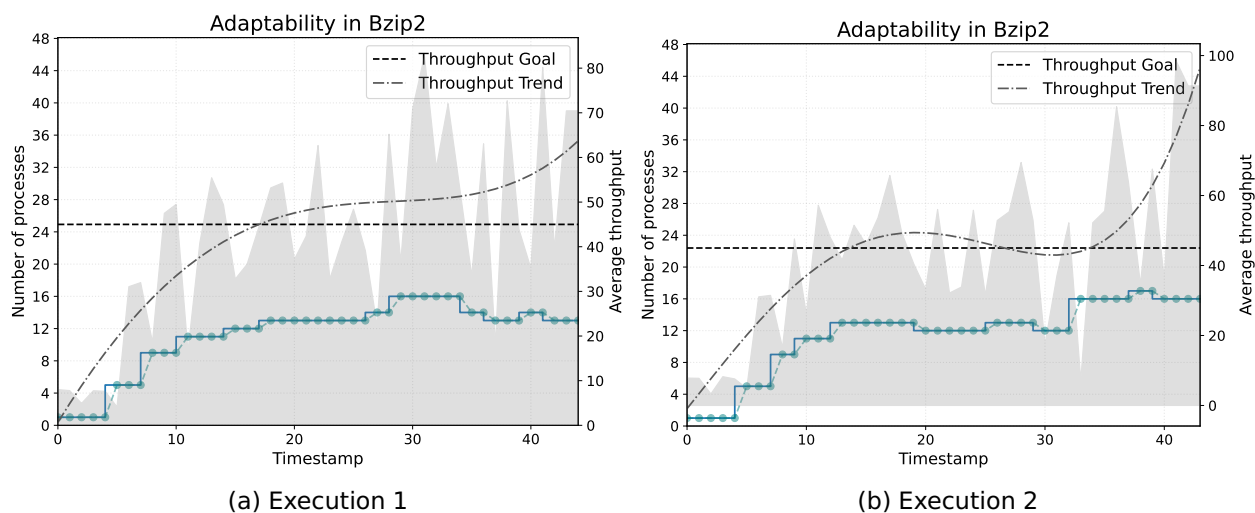 Adaptability in Bzip2
Throughput Goal
Throughput Trend
Number of processes
48
44
40
36
32
28
24
20
16
12
8
4
0
80
70
60
50
40
30
20
10
0
Average throughput
0 10 20 30 40
Timestamp
(a) Execution 1
Adaptability in Bzip2
Throughput Goal
Throughput Trend
Number of processes
48
44
40
36
32
28
24
20
16
12
8
4
0
100
80
60
40
20
0
Average throughput
0 10 20 30 40
Timestamp
(b) Execution 2